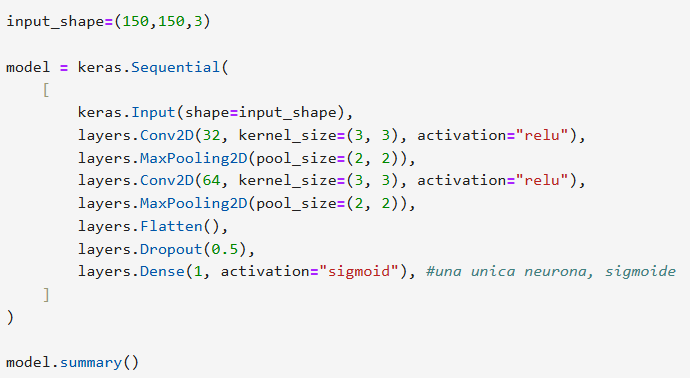 input_shape=(150,150,3)
model = keras.Sequential(
[
keras.Input(shape=input_shape),
layers.Conv2D(32, kernel_size=(3, 3), activation="relu"),
layers.MaxPooling2D(pool_size=(2, 2)),
layers.Conv2D(64, kernel_size=(3, 3), activation="relu"),
layers.MaxPooling2D(pool_size=(2, 2)),
layers.Flatten(),
layers.Dropout(0.5),
layers.Dense(1, activation="sigmoid"), #una unica neurona, sigmoide
]
)
model.summary()